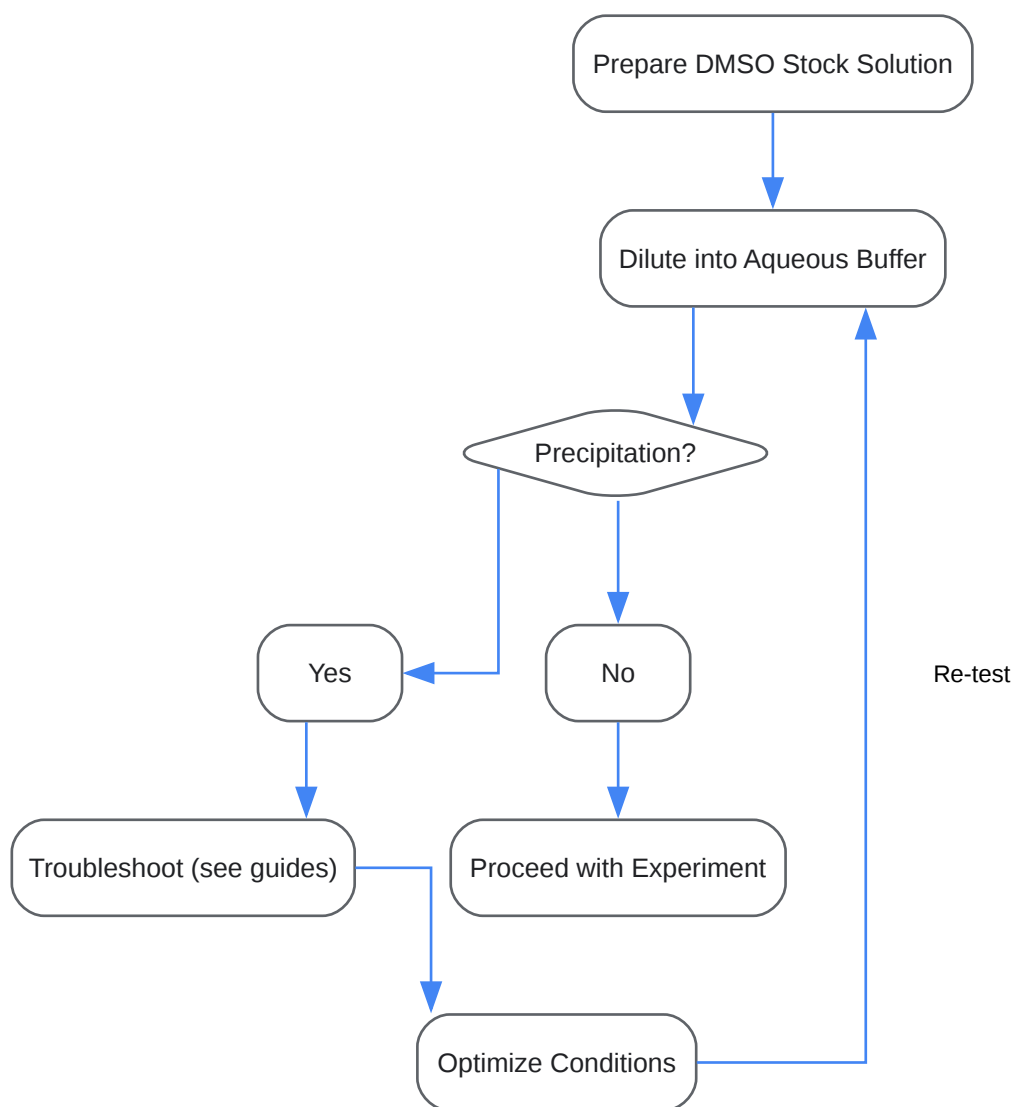 Prepare DMSO Stock Solution
Dilute into Aqueous Buffer
Precipitation?
Yes
No
Re-test
Troubleshoot (see guides)
Proceed with Experiment
Optimize Conditions